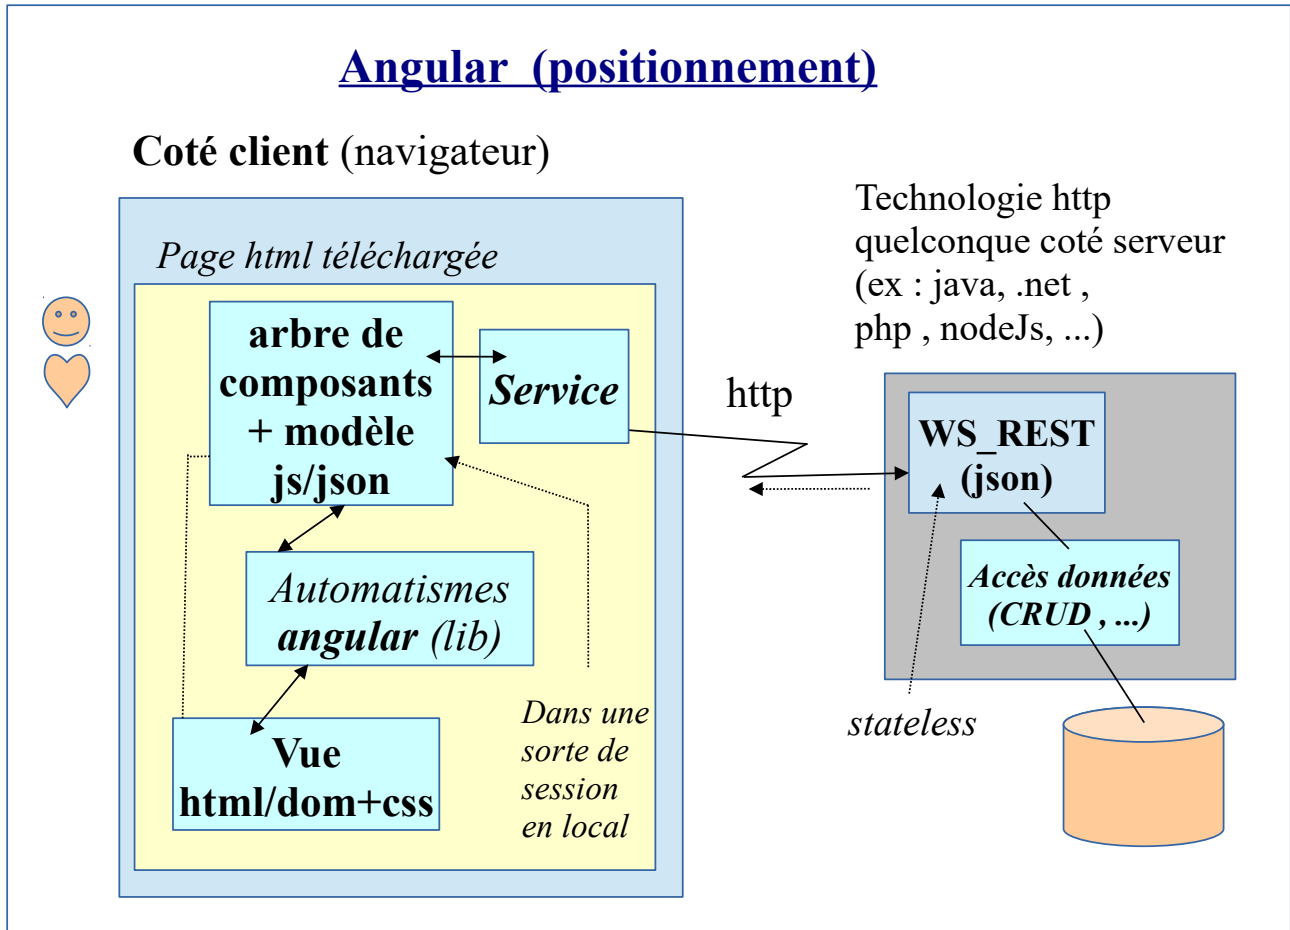 Angular  (positionnement)
Coté client (navigateur)
Page html téléchargée
arbre de
composants
+ modèle
js/json
Service
Automatismes
angular (lib)
Vue
html/dom+css
Dans une
sorte de
session
en local
http
Technologie http
quelconque coté serveur
(ex : java, .net ,
php , nodeJs, ...)
WS_REST
(json)
Accès données
(CRUD , ...)
stateless